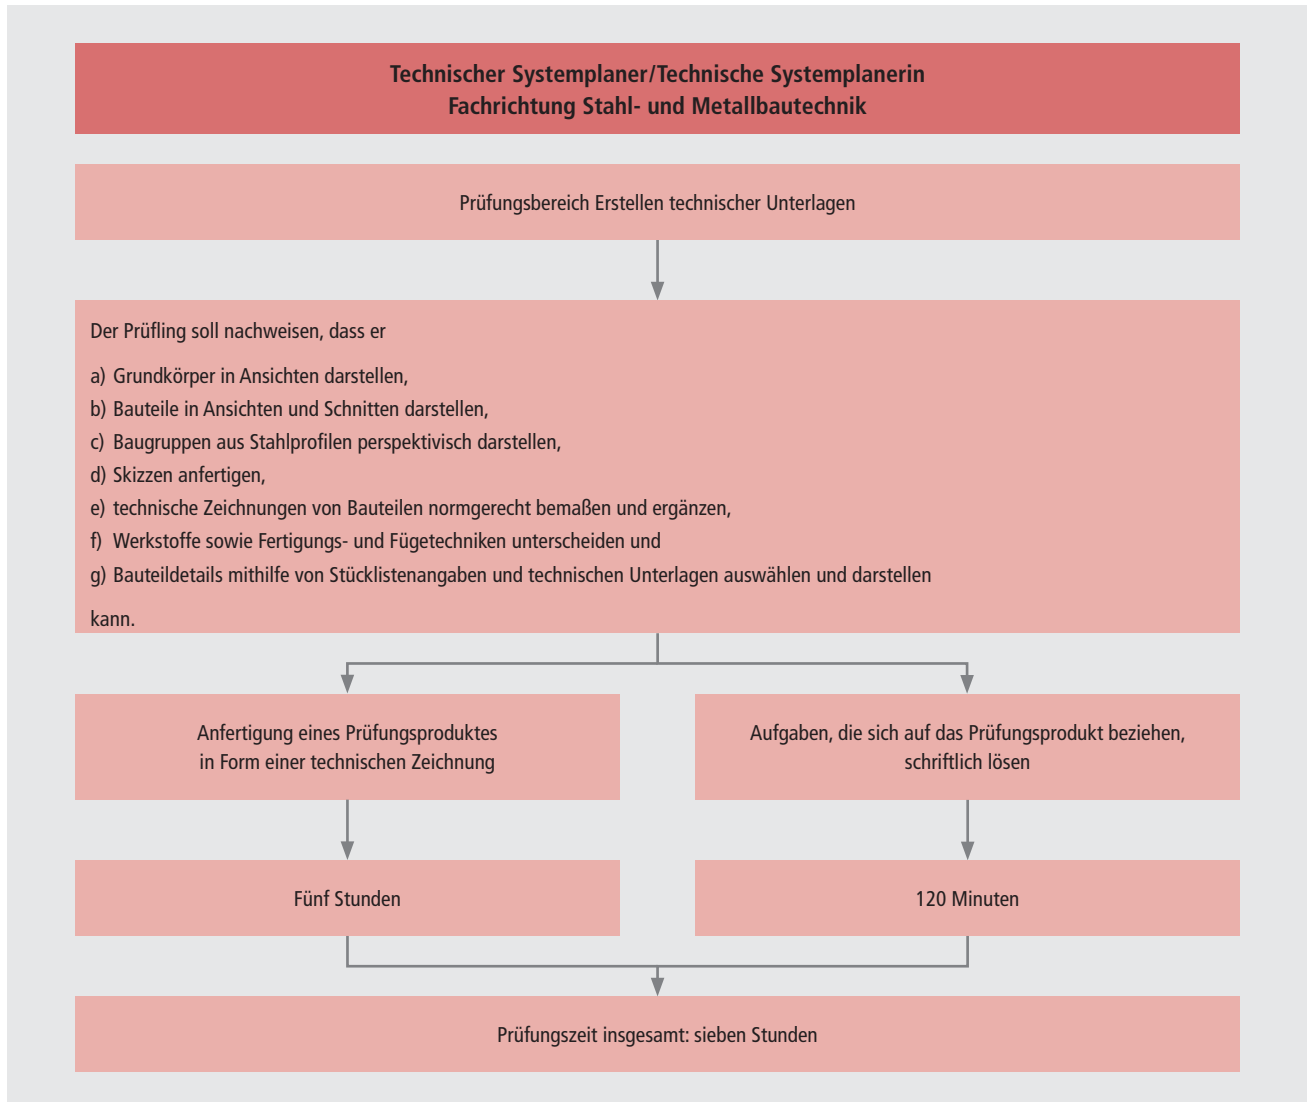 Technischer Systemplaner/Technische Systemplanerin
Fachrichtung Stahl- und Metallbautechnik
Prüfungsbereich Erstellen technischer Unterlagen
Der Prüfling soll nachweisen, dass er
a) Grundkörper in Ansichten darstellen,
b) Bauteile in Ansichten und Schnitten darstellen,
c) Baugruppen aus Stahlprofilen perspektivisch darstellen,
d) Skizzen anfertigen,
e) technische Zeichnungen von Bauteilen normgerecht bemaßen und ergänzen,
f) Werkstoffe sowie Fertigungs- und Fügetechniken unterscheiden und
g) Bauteildetails mithilfe von Stücklistenangaben und technischen Unterlagen auswählen und darstellen
kann.
Anfertigung eines Prüfungsproduktes
in Form einer technischen Zeichnung
Aufgaben, die sich auf das Prüfungsprodukt beziehen,
schriftlich lösen
Fünf Stunden
120 Minuten
Prüfungszeit insgesamt: sieben Stunden